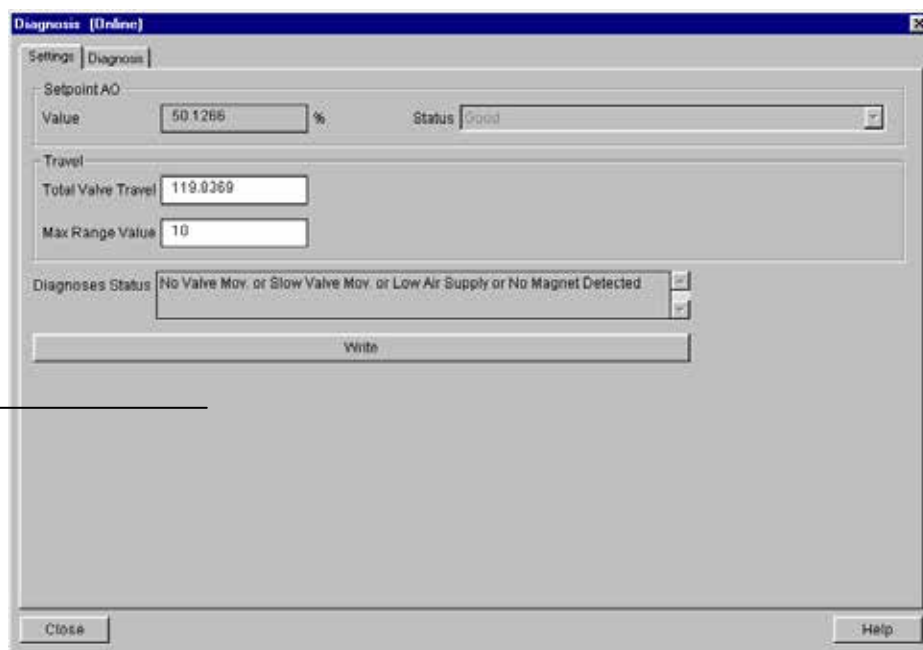 Diagnosis (Online)
Settings Diagnosis
Setpoint AO
Value 50.1266 % Status Good
Travel
Total Valve Travel 119.8369
Max Range Value 10
Diagnoses Status No Valve Mov. or Slow Valve Mov. or Low Air Supply or No Magnet Detected
Write
Close Help